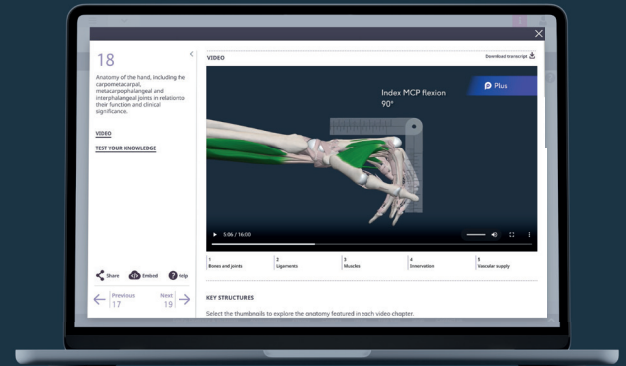 18
Anatomy of the hand, including he
carpometacarpal,
metacarpophalangeal and
interphalangeal joints in relationto
their function and clinical
significance.
VIDEO
TEST YOUR KNOWLEDGE
Share
Embed
Help
Previous
17
Next
19
VIDEO
Download transcript
Index MCP flexion
90°
Plus
5:06 / 16:00
1
Bones and joints
2
Ligaments
3
Muscles
4
Innervation
5
Vascular supply
KEY STRUCTURES
Select the thumbnails to explore the anatomy featured in each video chapter.